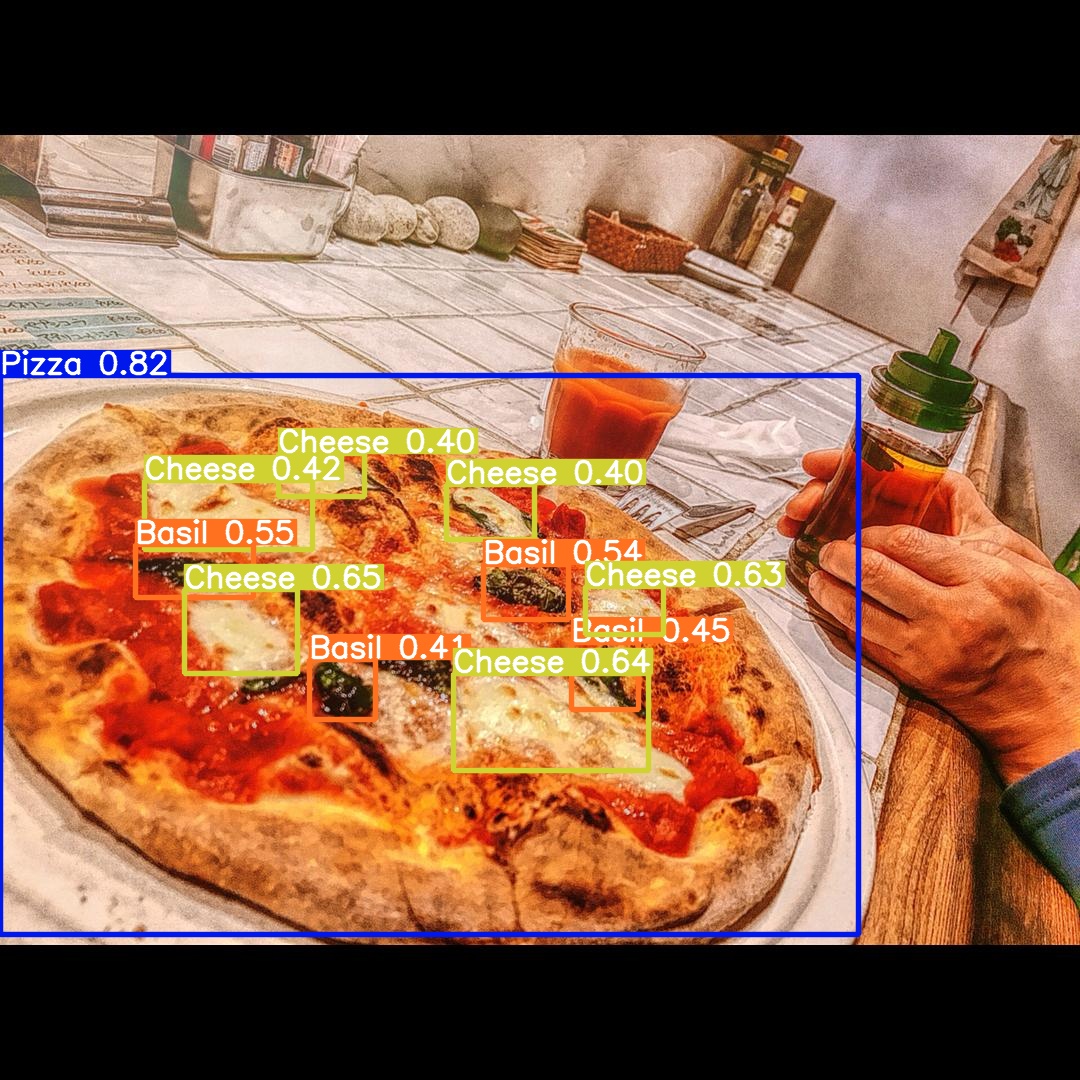 Pizza 0.82
Cheese 0.40
Cheese 0.42
Cheese 0.40
Basil 0.55
Basil 0.54
Cheese 0.65
Cheese 0.63
Basil 0.45
Basil 0.41
Cheese 0.64